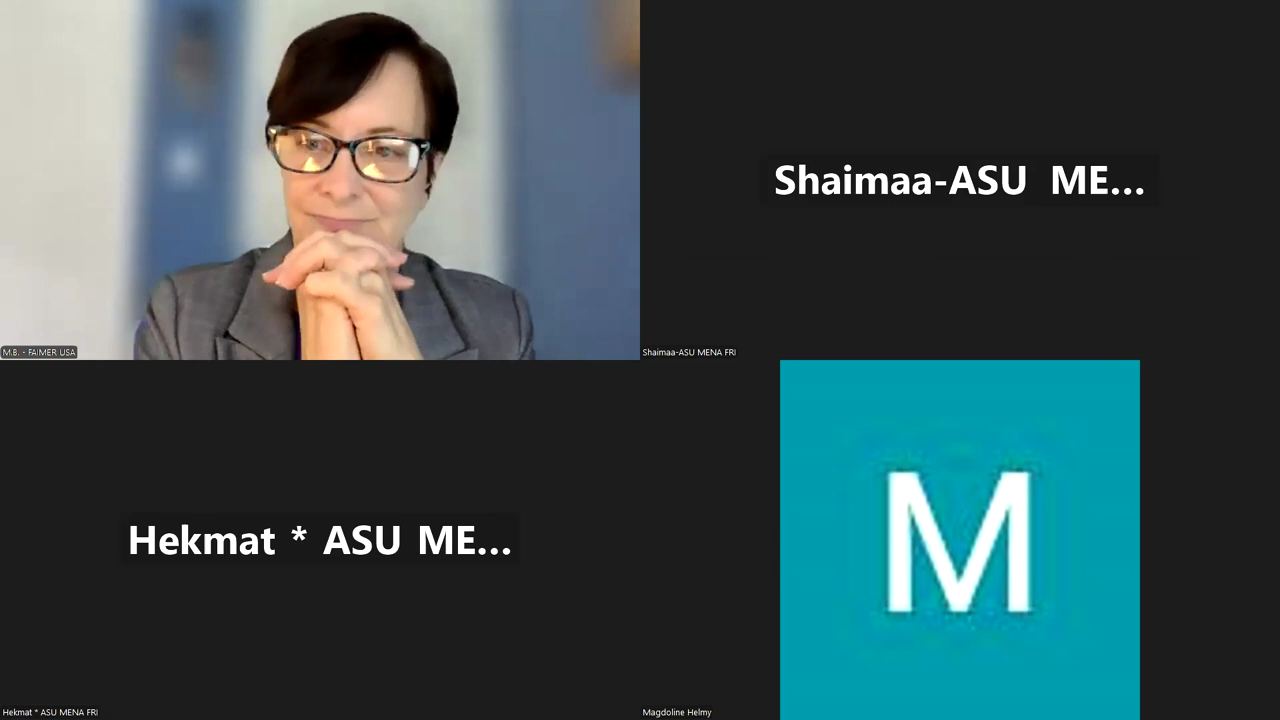 Shaimaa-ASU ME...
M.B. - FAIMER USA
Shaimaa-ASU MENA FRI
Hekmat * ASU ME...
M
Hekmat * ASU MENA FRI
Magdoline Helmy